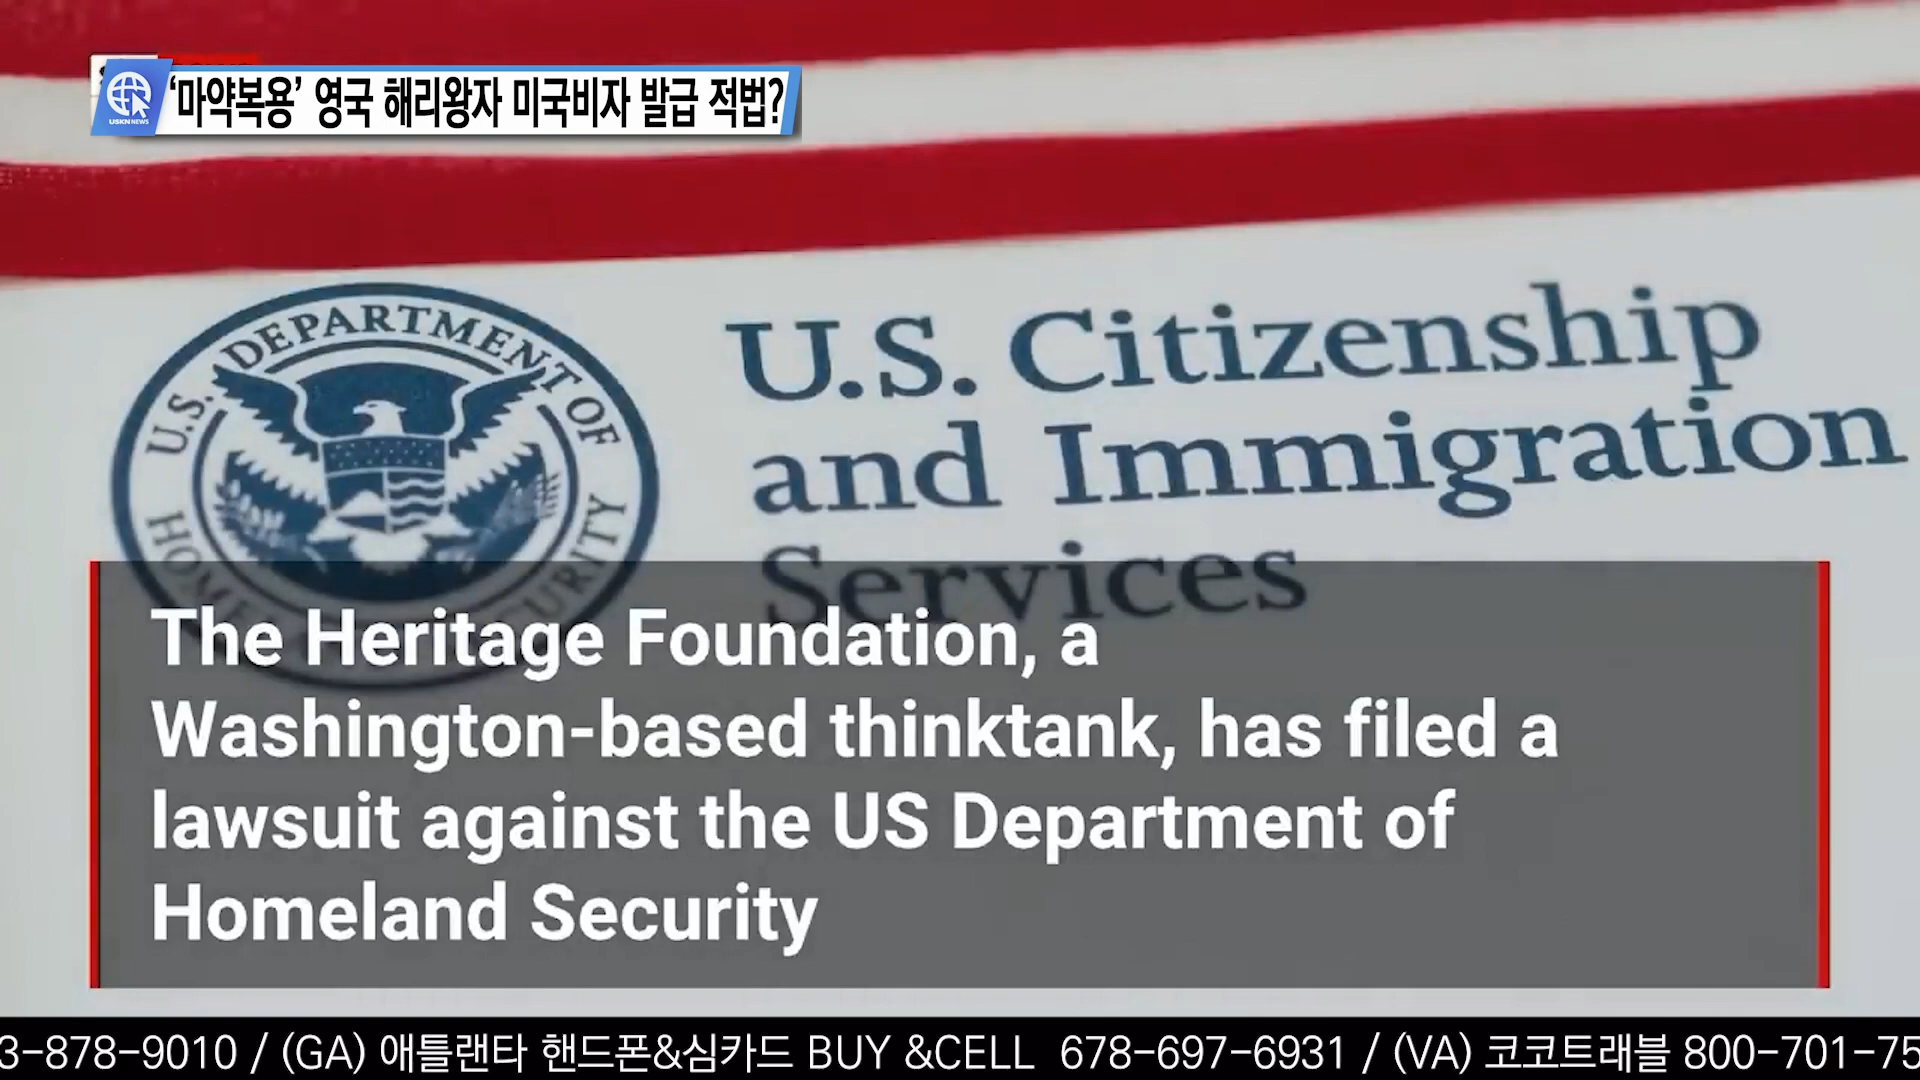 ‘마약복용’ 영국 해리왕자 미국비자 발급 적법?
USKN NEWS
U.S. DEPARTMENT OF
HOMELAND SECURITY
U.S. Citizenship
and Immigration
Services
The Heritage Foundation, a
Washington-based thinktank, has filed a
lawsuit against the US Department of
Homeland Security
3-878-9010 / (GA) 애틀랜타 핸드폰&심카드 BUY &CELL 678-697-6931 / (VA) 코코트래블 800-701-75